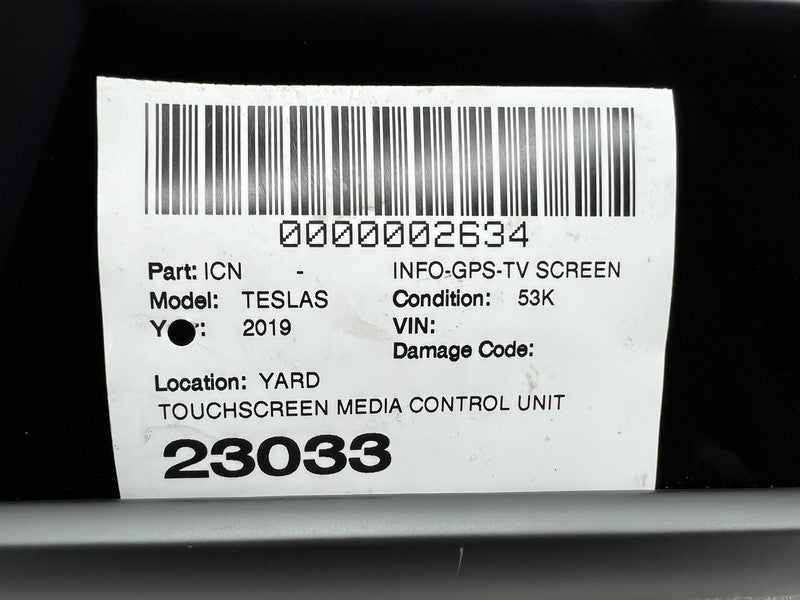 0000002634
Part: ICN - INFO-GPS-TV SCREEN
Model: TESLAS Condition: 53K
Y r: 2019 VIN:
Damage Code:
Location: YARD
TOUCHSCREEN MEDIA CONTROL UNIT
23033